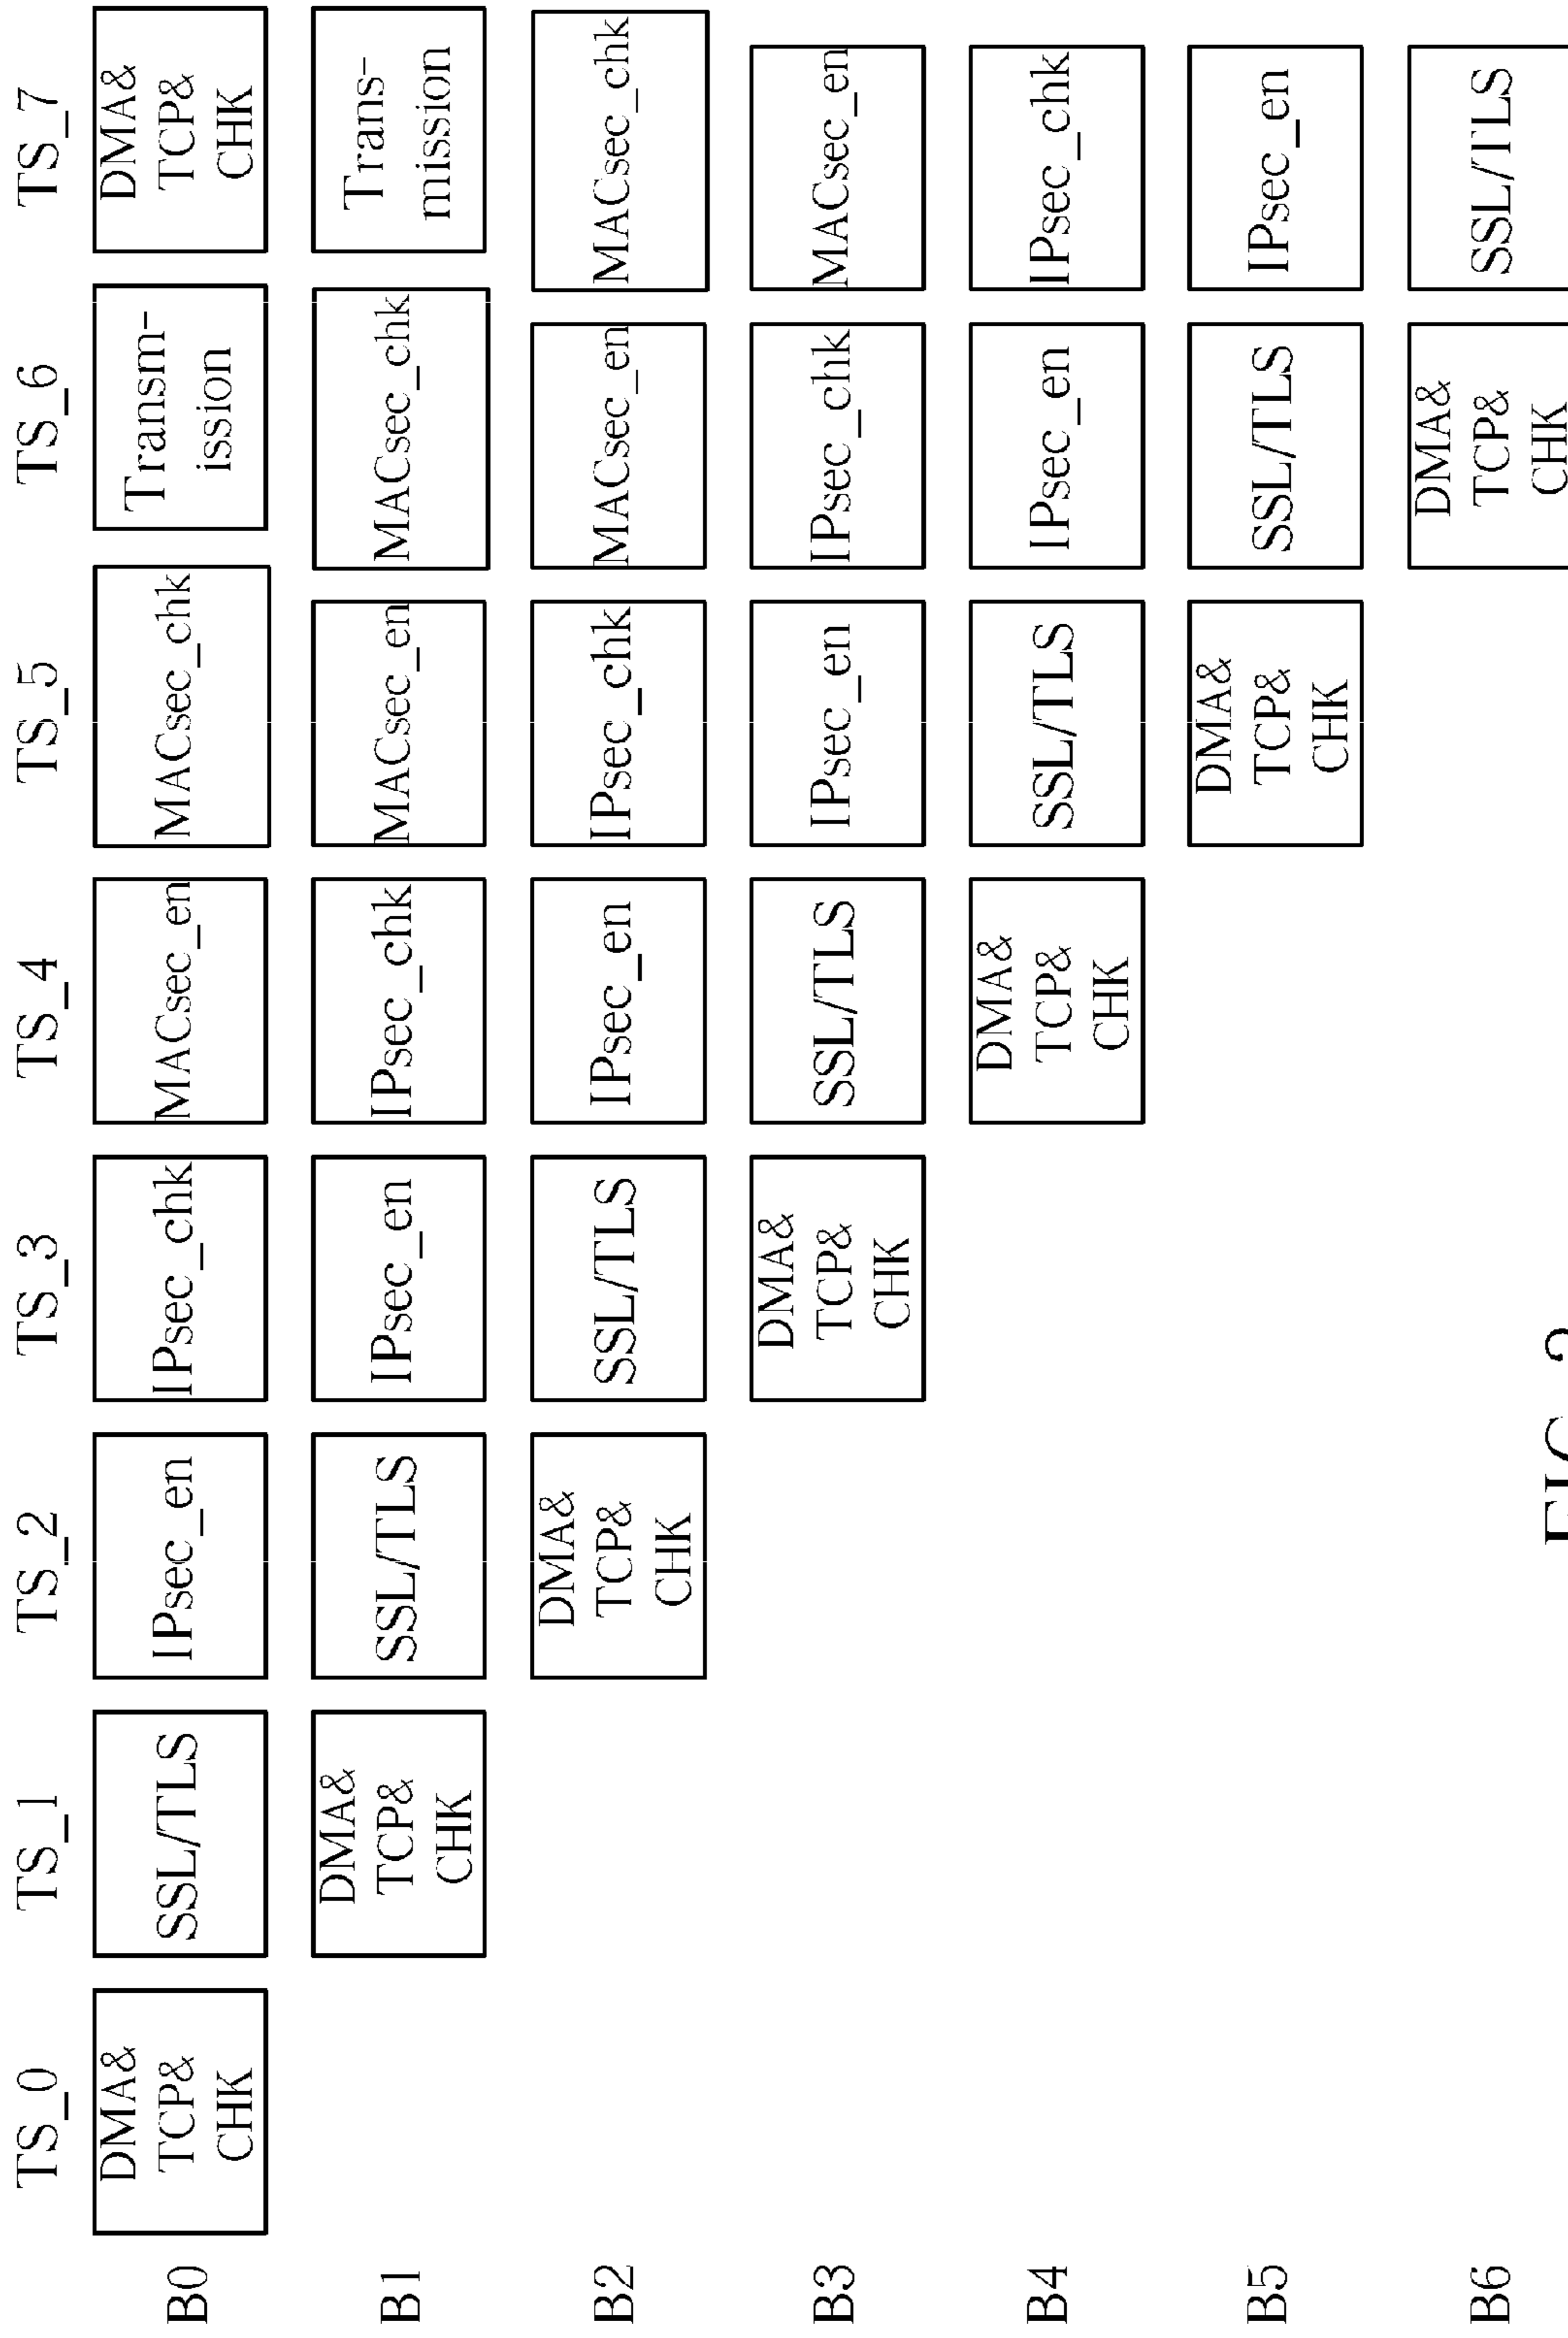 TS_0 TS_1 TS_2 TS_3 TS_4 TS_5 TS_6 TS_7
B0
DMA&
TCP&
CHK
SSL/TLS
IPsec_en
IPsec_chk
MACsec_en
MACsec_chk
Transm-
ission
DMA&
TCP&
CHK
B1
DMA&
TCP&
CHK
SSL/TLS
IPsec_en
IPsec_chk
MACsec_en
MACsec_chk
Trans-
mission
B2
DMA&
TCP&
CHK
SSL/TLS
IPsec_en
IPsec_chk
MACsec_en
MACsec_chk
B3
DMA&
TCP&
CHK
SSL/TLS
IPsec_en
IPsec_chk
MACsec_en
B4
DMA&
TCP&
CHK
SSL/TLS
IPsec_en
IPsec_chk
B5
DMA&
TCP&
CHK
SSL/TLS
IPsec_en
B6
DMA&
TCP&
CHK
SSL/TLS